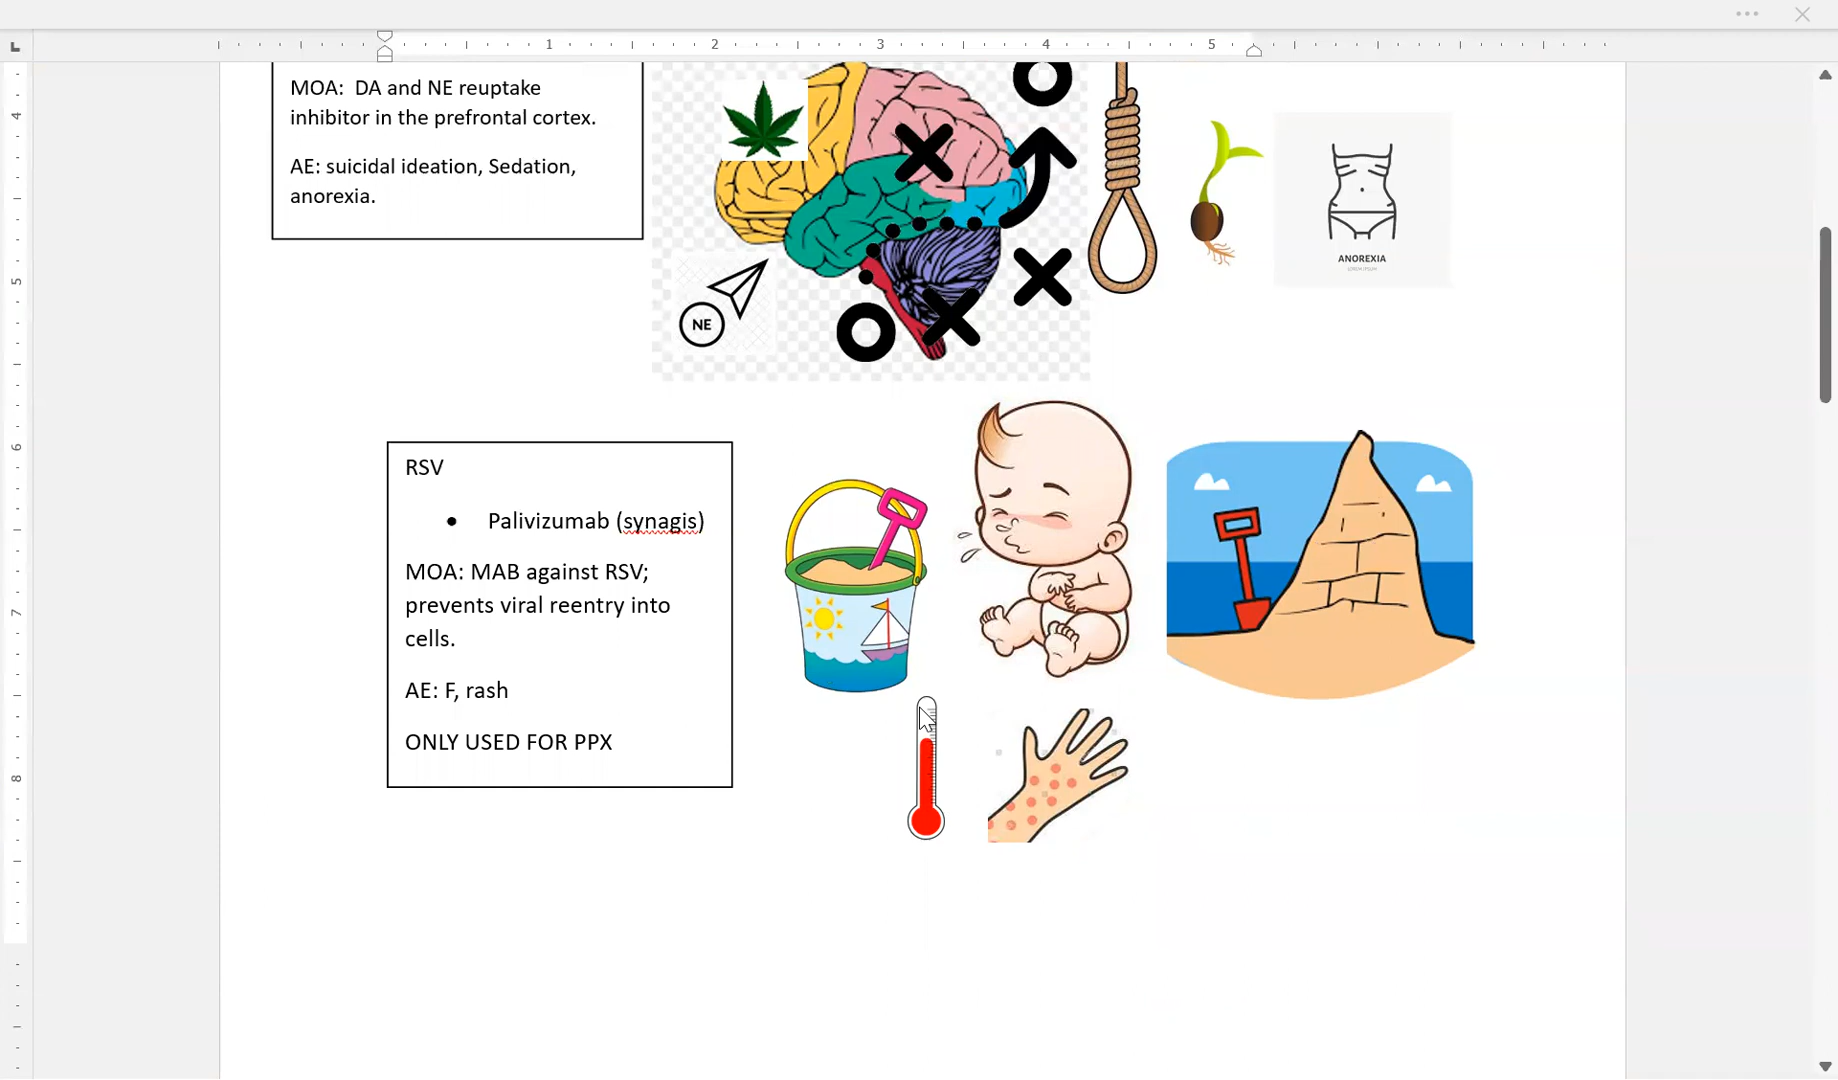 1 2 3 4 5
4
5
6
7
8
MOA: DA and NE reuptake
inhibitor in the prefrontal cortex.
AE: suicidal ideation, Sedation,
anorexia.
NE
ANOREXIA
LOREM IPSUM
RSV
• Palivizumab (synagis)
MOA: MAB against RSV;
prevents viral reentry into
cells.
AE: F, rash
ONLY USED FOR PPX